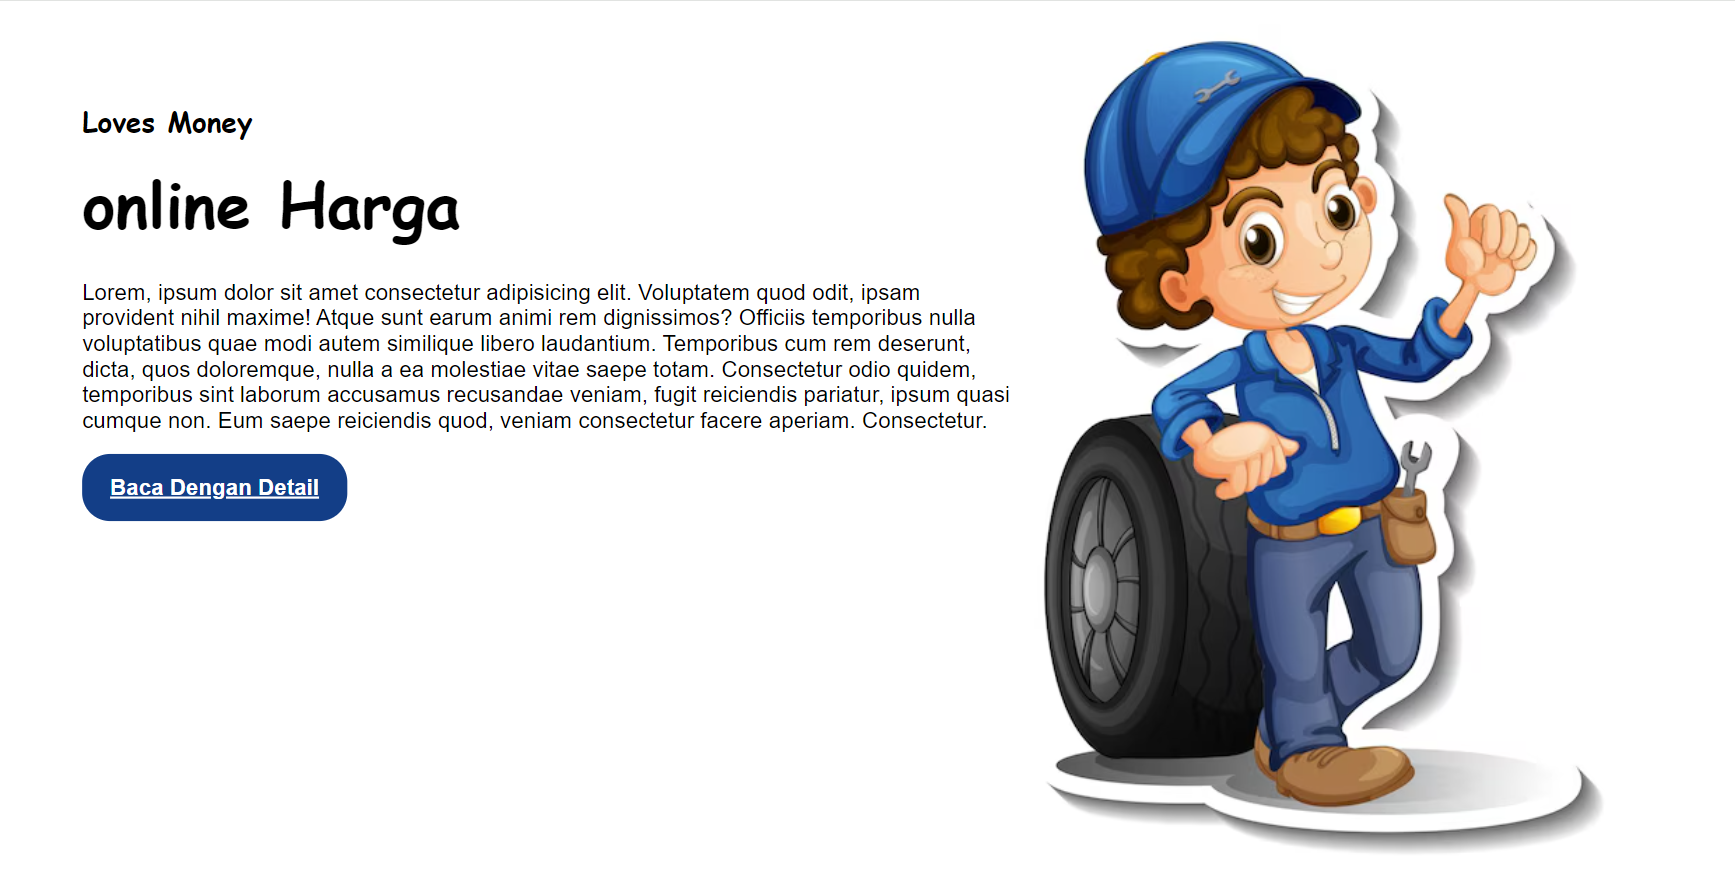 Loves Money
online Harga
Lorem, ipsum dolor sit amet consectetur adipisicing elit. Voluptatem quod odit, ipsam
provident nihil maxime! Atque sunt earum animi rem dignissimos? Officiis temporibus nulla
voluptatibus quae modi autem similique libero laudantium. Temporibus cum rem deserunt,
dicta, quos doloremque, nulla a ea molestiae vitae saepe totam. Consectetur odio quidem,
temporibus sint laborum accusamus recusandae veniam, fugit reiciendis pariatur, ipsum quasi
cumque non. Eum saepe reiciendis quod, veniam consectetur facere aperiam. Consectetur.
Baca Dengan Detail